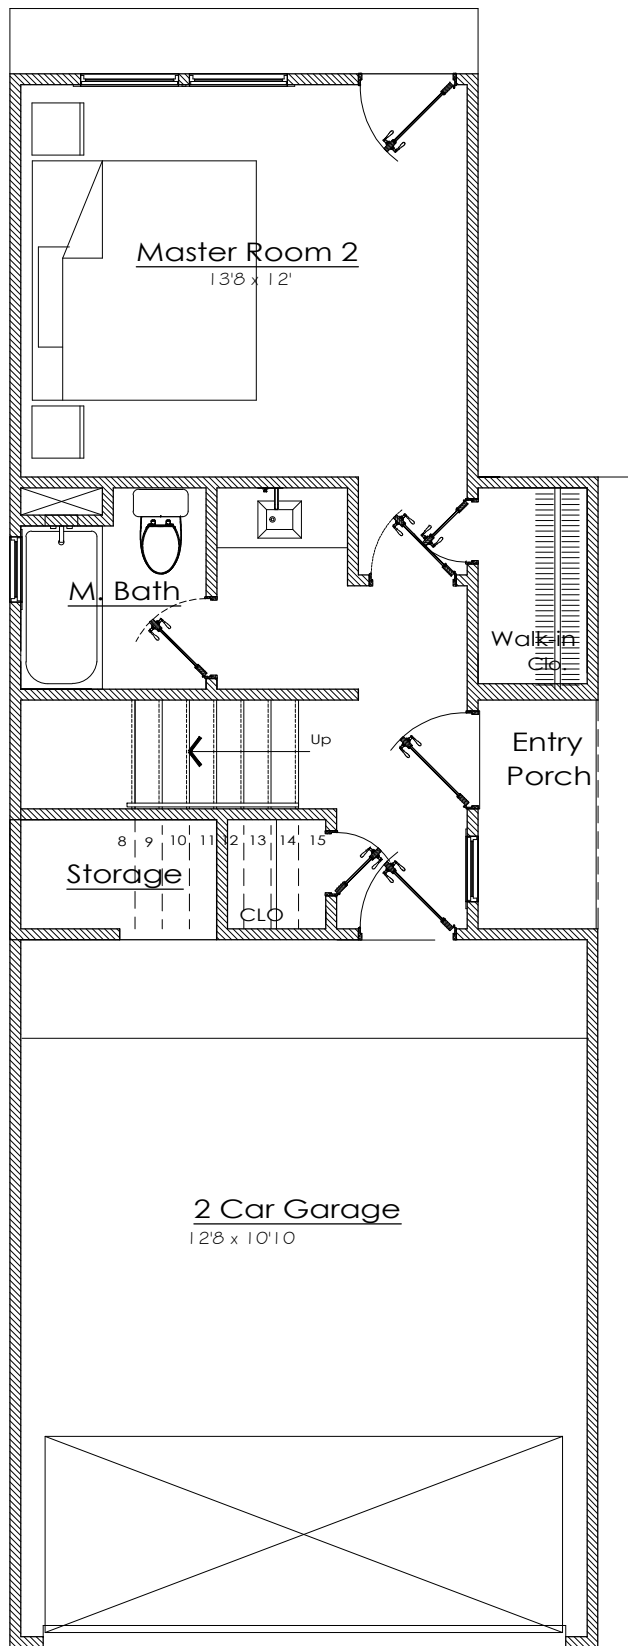 Master Room 2
13'8 x 12'
M. Bath
Walk-in
Clo.
Up
Entry
Porch
8 9 10 11 12 13 14 15
Storage
CLO
2 Car Garage
12'8 x 10'10